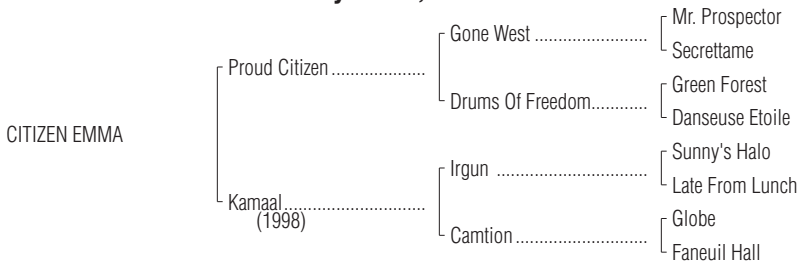 Mr. Prospector
Gone West
Secrettame
Proud Citizen
Green Forest
Drums Of Freedom
Danseuse Etoile
CITIZEN EMMA
Sunny's Halo
Irgun
Late From Lunch
Kamaal
(1998)
Globe
Camtion
Faneuil Hall